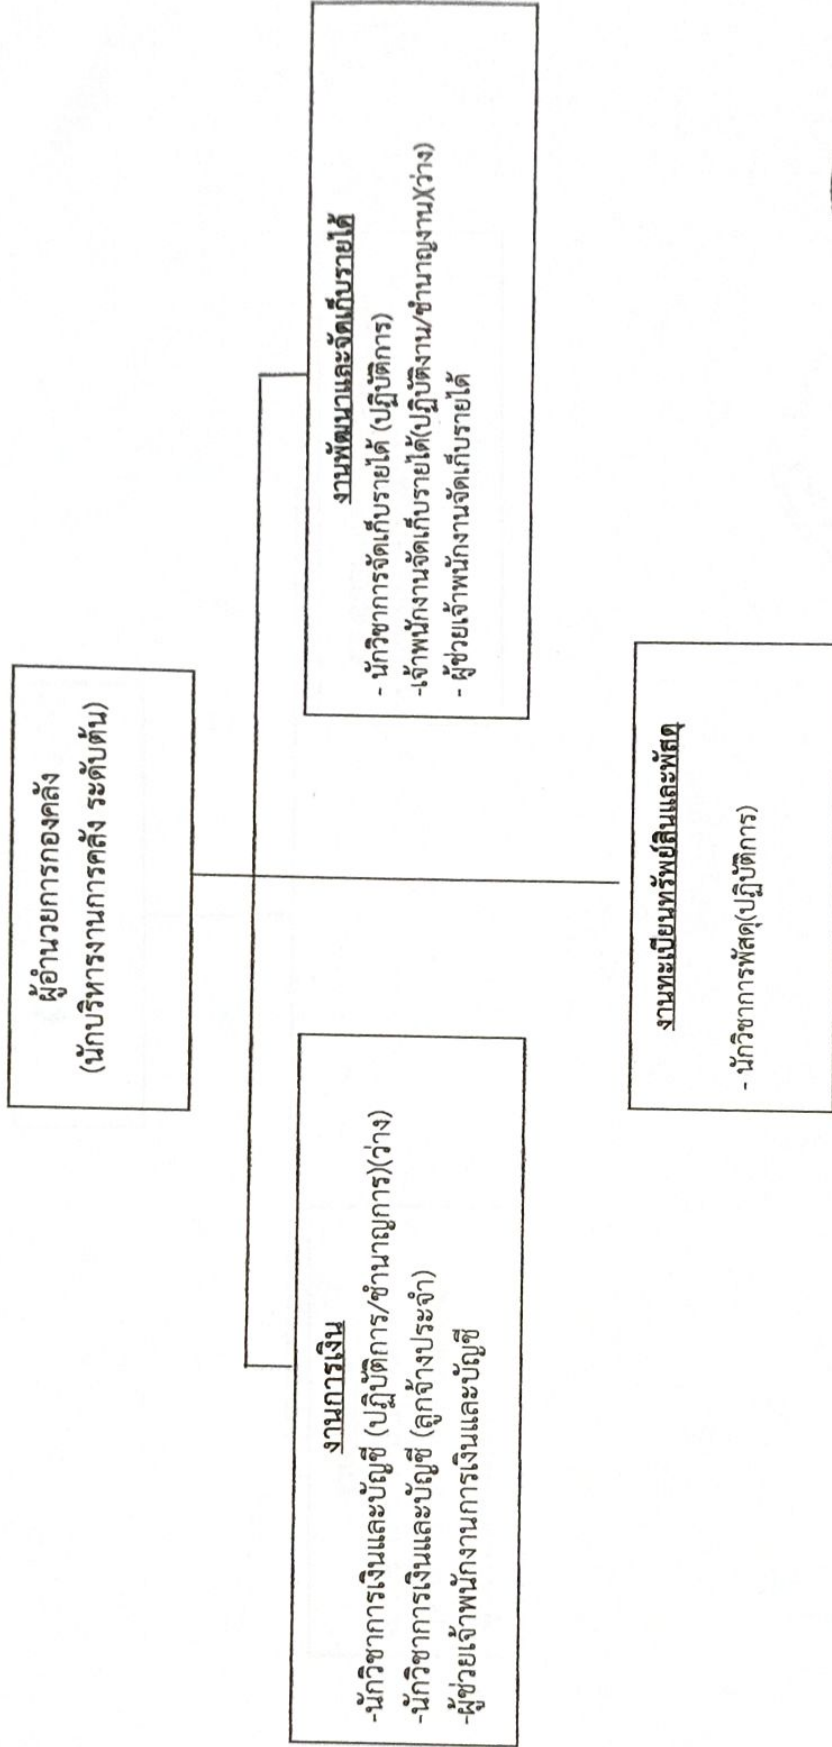 ผู้อำนวยการกองคลัง
(นักบริหารงานการคลัง ระดับต้น)
งานการเงิน
-นักวิชาการเงินและบัญชี (ปฏิบัติการ/ชำนาญการ)(ว่าง)
-นักวิชาการเงินและบัญชี (ลูกจ้างประจำ)
-ผู้ช่วยเจ้าพนักงานการเงินและบัญชี
งานพัฒนาและจัดเก็บรายได้
- นักวิชาการจัดเก็บรายได้ (ปฏิบัติการ)
-เจ้าพนักงานจัดเก็บรายได้(ปฏิบัติงาน/ชำนาญงาน)(ว่าง)
- ผู้ช่วยเจ้าพนักงานจัดเก็บรายได้
งานทะเบียนทรัพย์สินและพัสดุ
- นักวิชาการพัสดุ(ปฏิบัติการ)